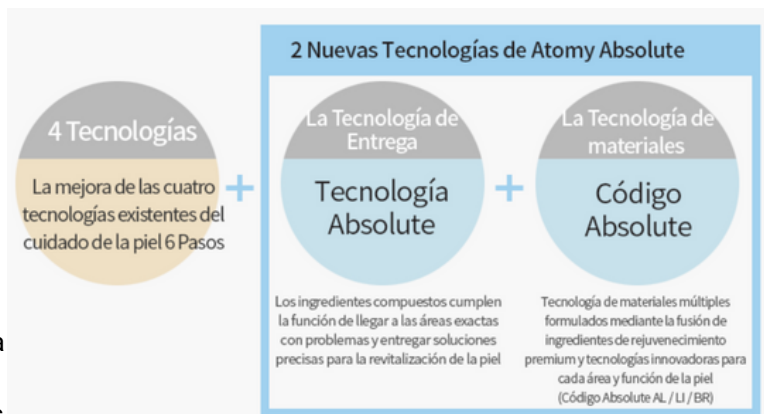 2 Nuevas Tecnologías de Atomy Absolute
4 Tecnologías
La mejora de las cuatro
tecnologías existentes del
cuidado de la piel 6 Pasos
+
La Tecnología de
Entrega
Tecnología
Absolute
Los ingredientes compuestos cumplen
la función de llegar a las áreas exactas
con problemas y entregar soluciones
precisas para la revitalización de la piel
+
La Tecnología de
materiales
Código
Absolute
Tecnología de materiales múltiples
formulados mediante la fusión de
ingredientes de rejuvenecimiento
premium y tecnologías innovadoras para
cada área y función de la piel
(Código Absolute AL / LI / BR)
a